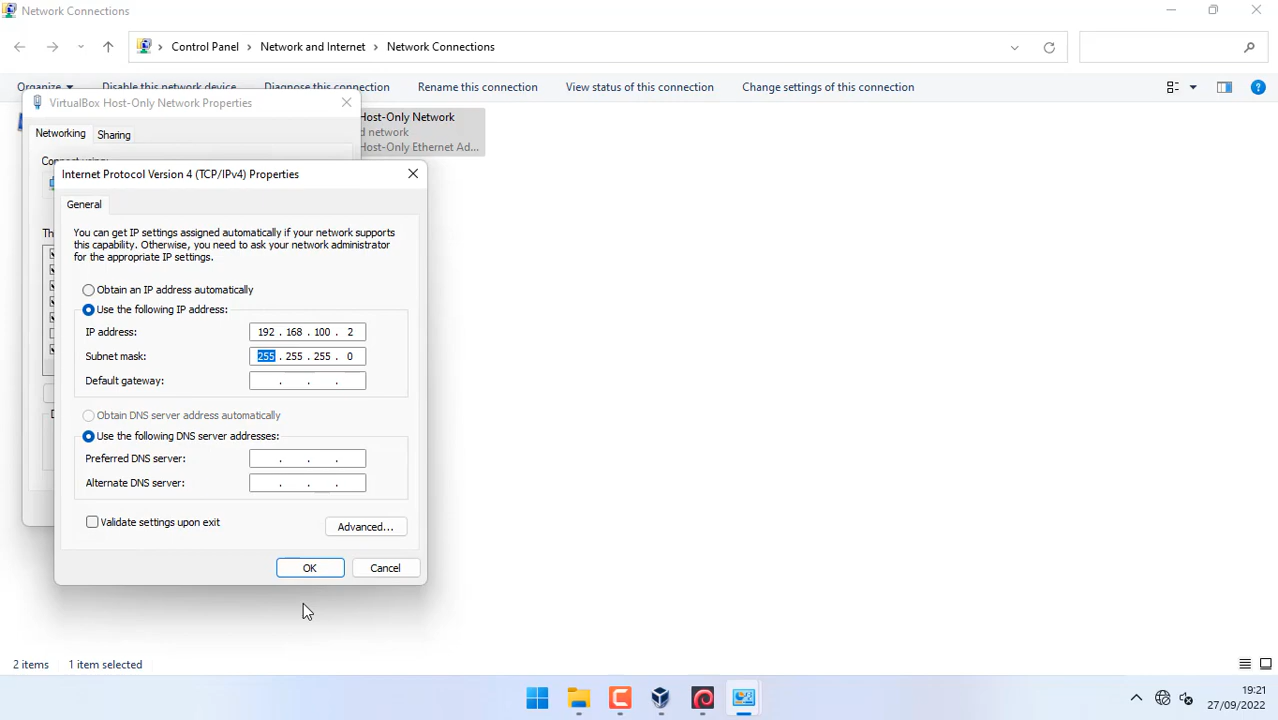 Network Connections
Control Panel > Network and Internet > Network Connections
Organize Disable this network device Diagnose this connection Rename this connection View status of this connection Change settings of this connection
VirtualBox Host-Only Network Properties
Host-Only Network
d network
Host-Only Ethernet Ad...
Networking Sharing
Connect using:
Internet Protocol Version 4 (TCP/IPv4) Properties
General
Th
You can get IP settings assigned automatically if your network supports
this capability. Otherwise, you need to ask your network administrator
for the appropriate IP settings.
Obtain an IP address automatically
Use the following IP address:
IP address: 192 . 168 . 100 . 2
Subnet mask: 255 . 255 . 255 . 0
Default gateway: . . .
Obtain DNS server address automatically
Use the following DNS server addresses:
Preferred DNS server: . . .
Alternate DNS server: . . .
Validate settings upon exit
Advanced...
OK Cancel
2 items 1 item selected
19:21
27/09/2022